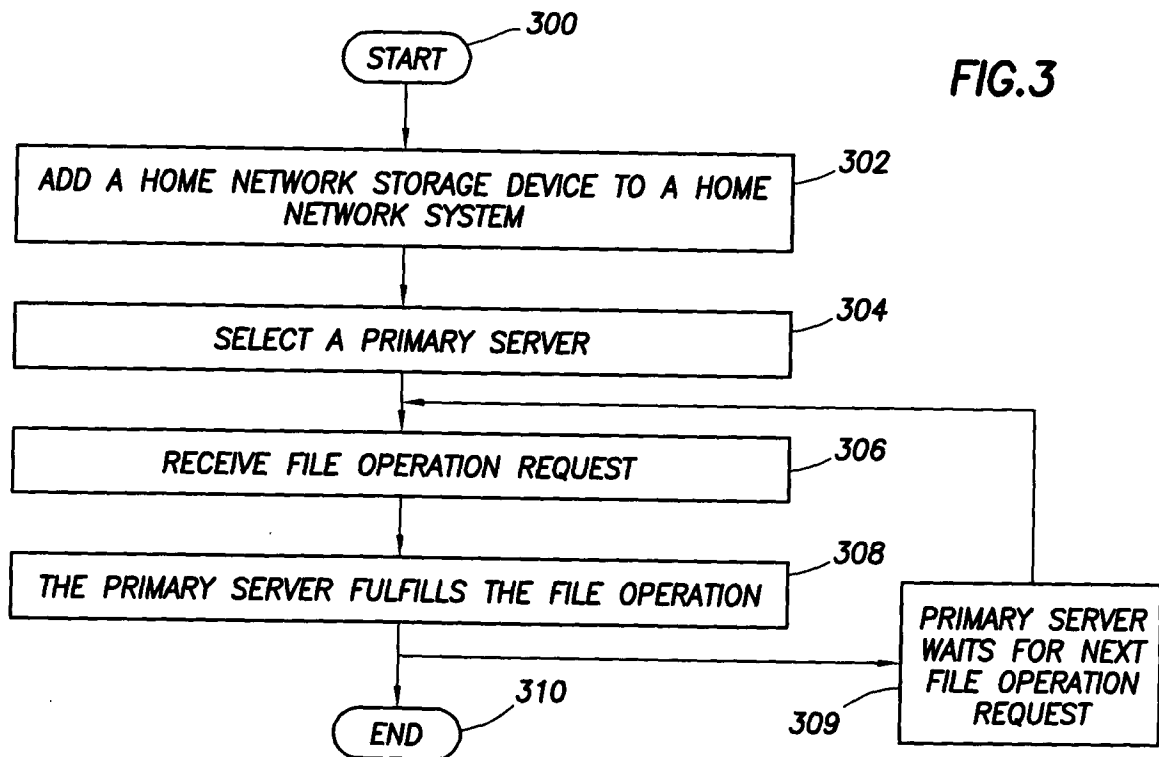 300
START
FIG.3
302
ADD A HOME NETWORK STORAGE DEVICE TO A HOME
NETWORK SYSTEM
304
SELECT A PRIMARY SERVER
RECEIVE FILE OPERATION REQUEST
306
308
THE PRIMARY SERVER FULFILLS THE FILE OPERATION
PRIMARY SERVER
WAITS FOR NEXT
FILE OPERATION
REQUEST
309
310
END